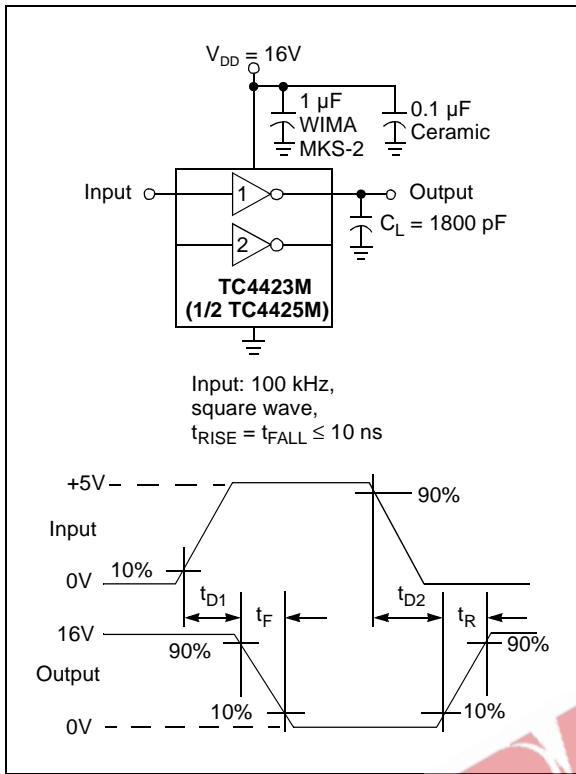 V_DD = 16V
1 µF
WIMA
MKS-2
0.1 µF
Ceramic
Input
1
Output
C_L = 1800 pF
2
TC4423M
(1/2 TC4425M)
Input: 100 kHz,
square wave,
t_RISE = t_FALL ≤ 10 ns
+5V
90%
Input
10%
0V
t_D1
t_F
t_D2
t_R
16V
90%
90%
Output
10%
10%
0V